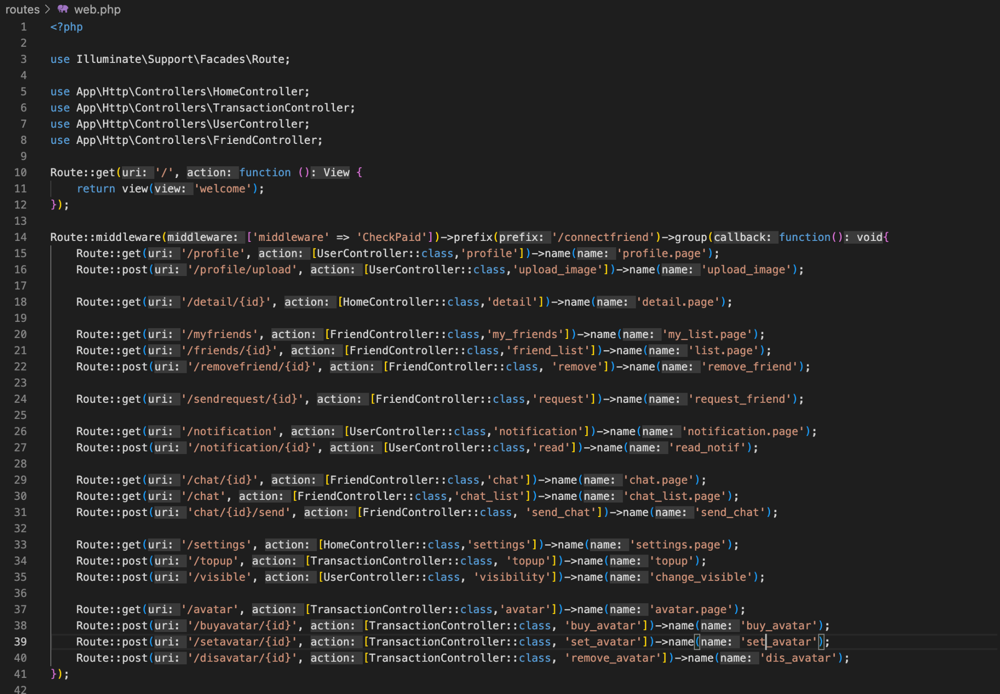 routes > web.php
1 <?php
2
3 use Illuminate\Support\Facades\Route;
4
5 use App\Http\Controllers\HomeController;
6 use App\Http\Controllers\TransactionController;
7 use App\Http\Controllers\UserController;
8 use App\Http\Controllers\FriendController;
9
10 Route::get(uri: '/', action: function (): View {
11     return view(view: 'welcome');
12 });
13
14 Route::middleware(middleware: ['middleware' => 'CheckPaid'])->prefix(prefix: '/connectfriend')->group(callback: function(): void{
15     Route::get(uri: '/profile', action: [UserController::class,'profile'])->name(name: 'profile.page');
16     Route::post(uri: '/profile/upload', action: [UserController::class,'upload_image'])->name(name: 'upload_image');
17
18     Route::get(uri: '/detail/{id}', action: [HomeController::class,'detail'])->name(name: 'detail.page');
19
20     Route::get(uri: '/myfriends', action: [FriendController::class,'my_friends'])->name(name: 'my_list.page');
21     Route::get(uri: '/friends/{id}', action: [FriendController::class,'friend_list'])->name(name: 'list.page');
22     Route::post(uri: '/removefriend/{id}', action: [FriendController::class, 'remove'])->name(name: 'remove_friend');
23
24     Route::get(uri: '/sendrequest/{id}', action: [FriendController::class,'request'])->name(name: 'request_friend');
25
26     Route::get(uri: '/notification', action: [UserController::class,'notification'])->name(name: 'notification.page');
27     Route::post(uri: '/notification/{id}', action: [UserController::class,'read'])->name(name: 'read_notif');
28
29     Route::get(uri: '/chat/{id}', action: [FriendController::class,'chat'])->name(name: 'chat.page');
30     Route::get(uri: '/chat', action: [FriendController::class,'chat_list'])->name(name: 'chat_list.page');
31     Route::post(uri: 'chat/{id}/send', action: [FriendController::class, 'send_chat'])->name(name: 'send_chat');
32
33     Route::get(uri: '/settings', action: [HomeController::class,'settings'])->name(name: 'settings.page');
34     Route::post(uri: '/topup', action: [TransactionController::class, 'topup'])->name(name: 'topup');
35     Route::post(uri: '/visible', action: [UserController::class, 'visibility'])->name(name: 'change_visible');
36
37     Route::get(uri: '/avatar', action: [TransactionController::class,'avatar'])->name(name: 'avatar.page');
38     Route::post(uri: '/buyavatar/{id}', action: [TransactionController::class, 'buy_avatar'])->name(name: 'buy_avatar');
39     Route::post(uri: '/setavatar/{id}', action: [TransactionController::class, 'set_avatar'])->name(name: 'set_avatar');
40     Route::post(uri: '/disavatar/{id}', action: [TransactionController::class, 'remove_avatar'])->name(name: 'dis_avatar');
41 });
42